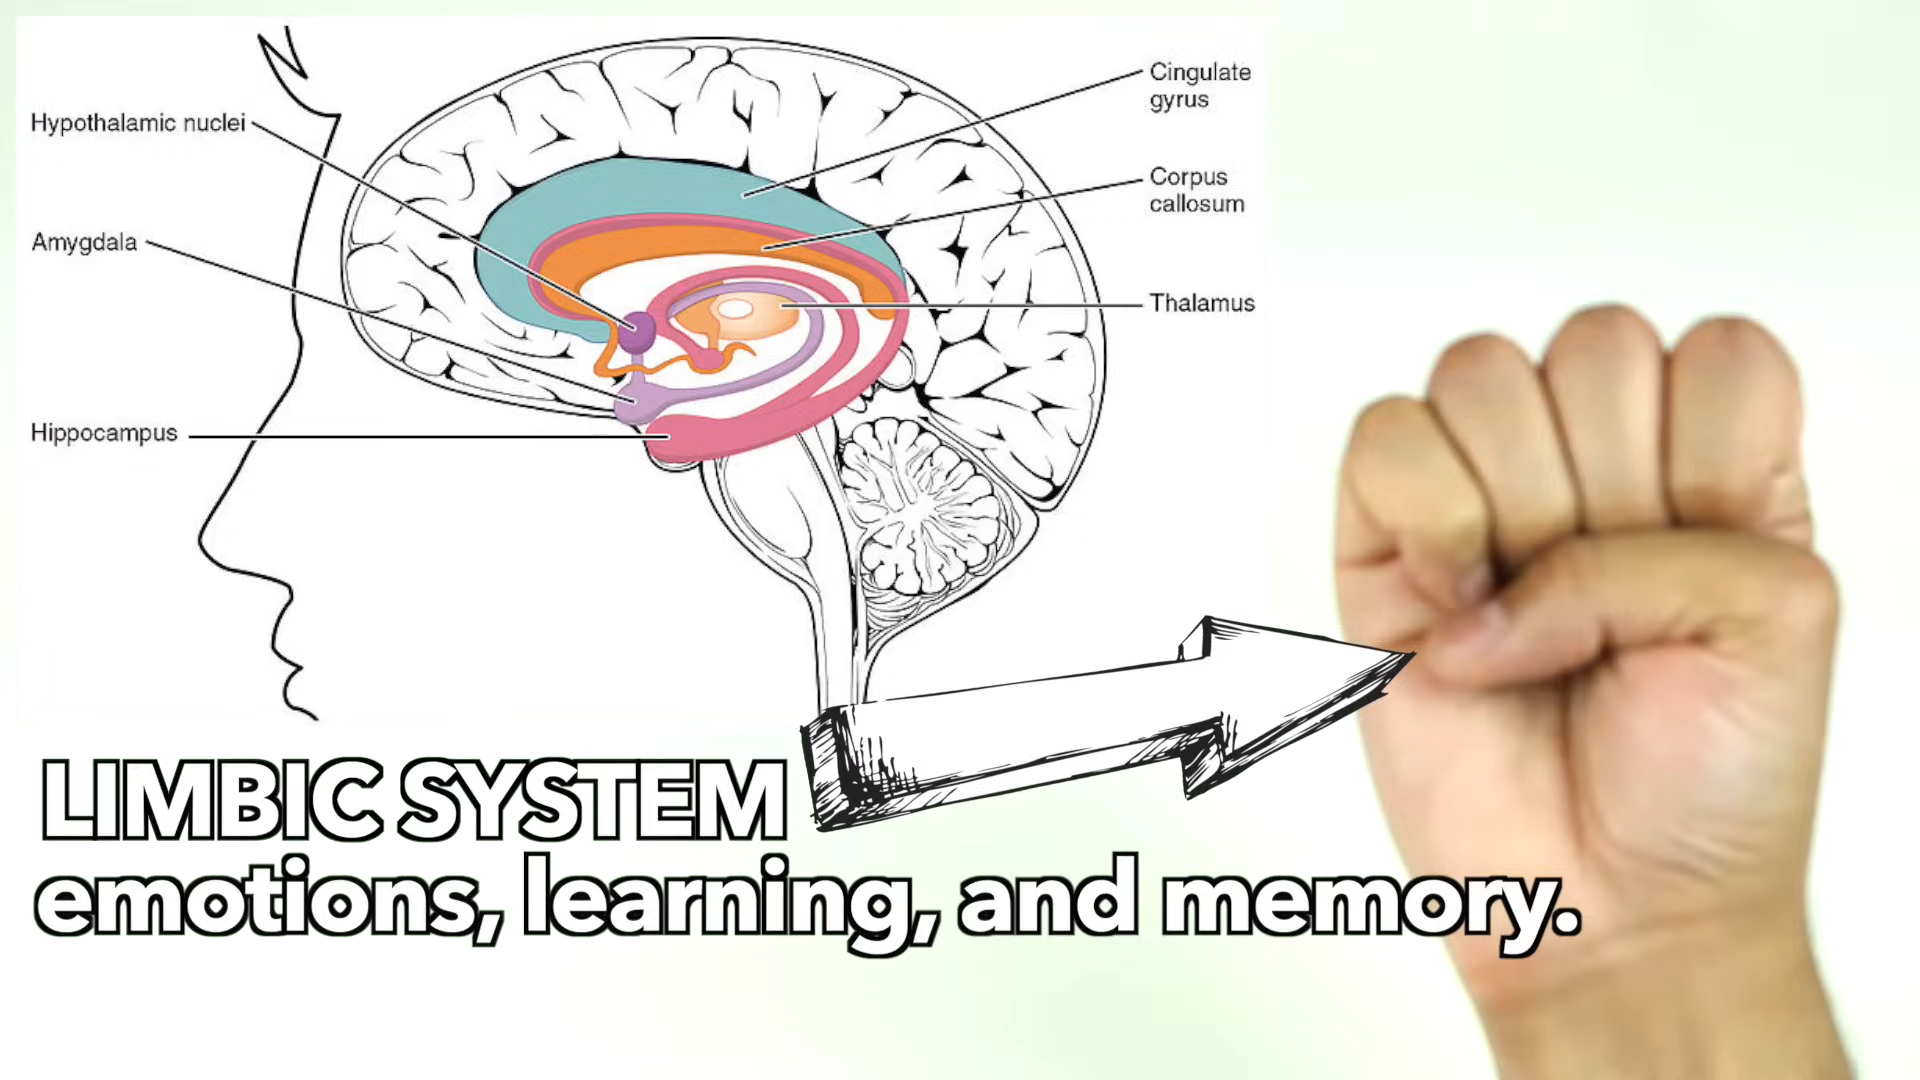 Cingulate
gyrus
Hypothalamic nuclei
Corpus
callosum
Amygdala
Thalamus
Hippocampus
LIMBIC SYSTEM
emotions, learning, and memory.